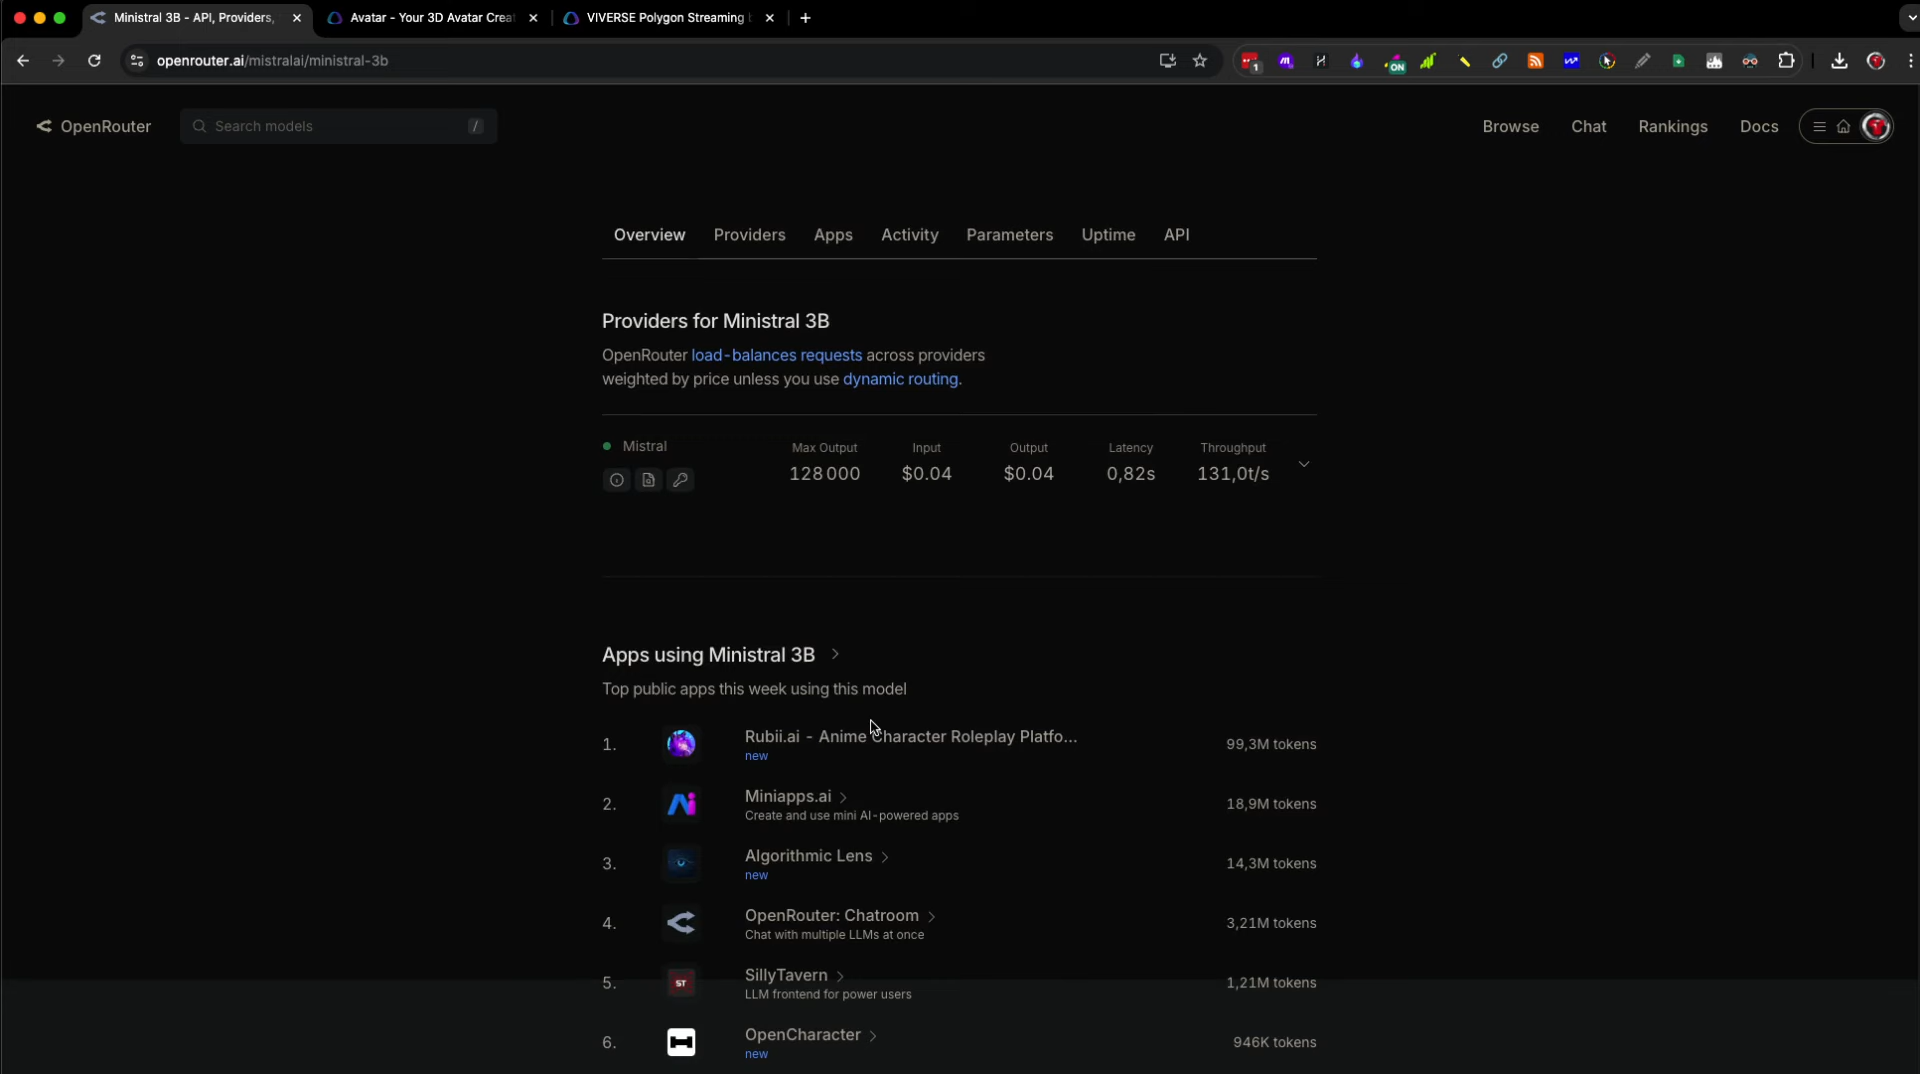 Ministral 3B - API, Providers,
Avatar - Your 3D Avatar Creat
VIVERSE Polygon Streaming
openrouter.ai/mistralai/ministral-3b
1
ON
OpenRouter
Search models
/
Browse
Chat
Rankings
Docs
Overview
Providers
Apps
Activity
Parameters
Uptime
API
Providers for Ministral 3B
OpenRouter load-balances requests across providers
weighted by price unless you use dynamic routing.
Mistral
Max Output
Input
Output
Latency
Throughput
128 000
$0.04
$0.04
0,82s
131,0t/s
Apps using Ministral 3B
Top public apps this week using this model
1.
Rubii.ai - Anime Character Roleplay Platfo...
new
99,3M tokens
2.
Miniapps.ai
Create and use mini AI-powered apps
18,9M tokens
3.
Algorithmic Lens
new
14,3M tokens
4.
OpenRouter: Chatroom
Chat with multiple LLMs at once
3,21M tokens
5.
ST
SillyTavern
LLM frontend for power users
1,21M tokens
6.
OpenCharacter
new
946K tokens